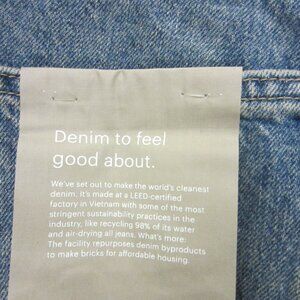 Denim to feel
good about.
We've set out to make the world's cleanest
denim. It's made at a LEED-certified
factory in Vietnam with some of the most
stringent sustainability practices in the
industry, like recycling 98% of its water
and air-drying all jeans. What's more:
The facility repurposes denim byproducts
to make bricks for affordable housing.